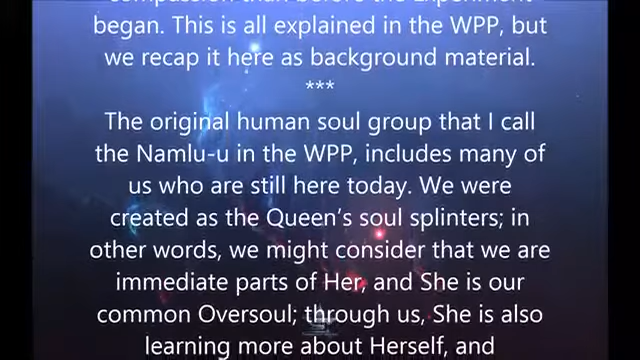 compassion than before the Experiment
began. This is all explained in the WPP, but
we recap it here as background material.
***
The original human soul group that I call
the Namlu-u in the WPP, includes many of
us who are still here today. We were
created as the Queen's soul splinters; in
other words, we might consider that we are
immediate parts of Her, and She is our
common Oversoul; through us, She is also
learning more about Herself, and